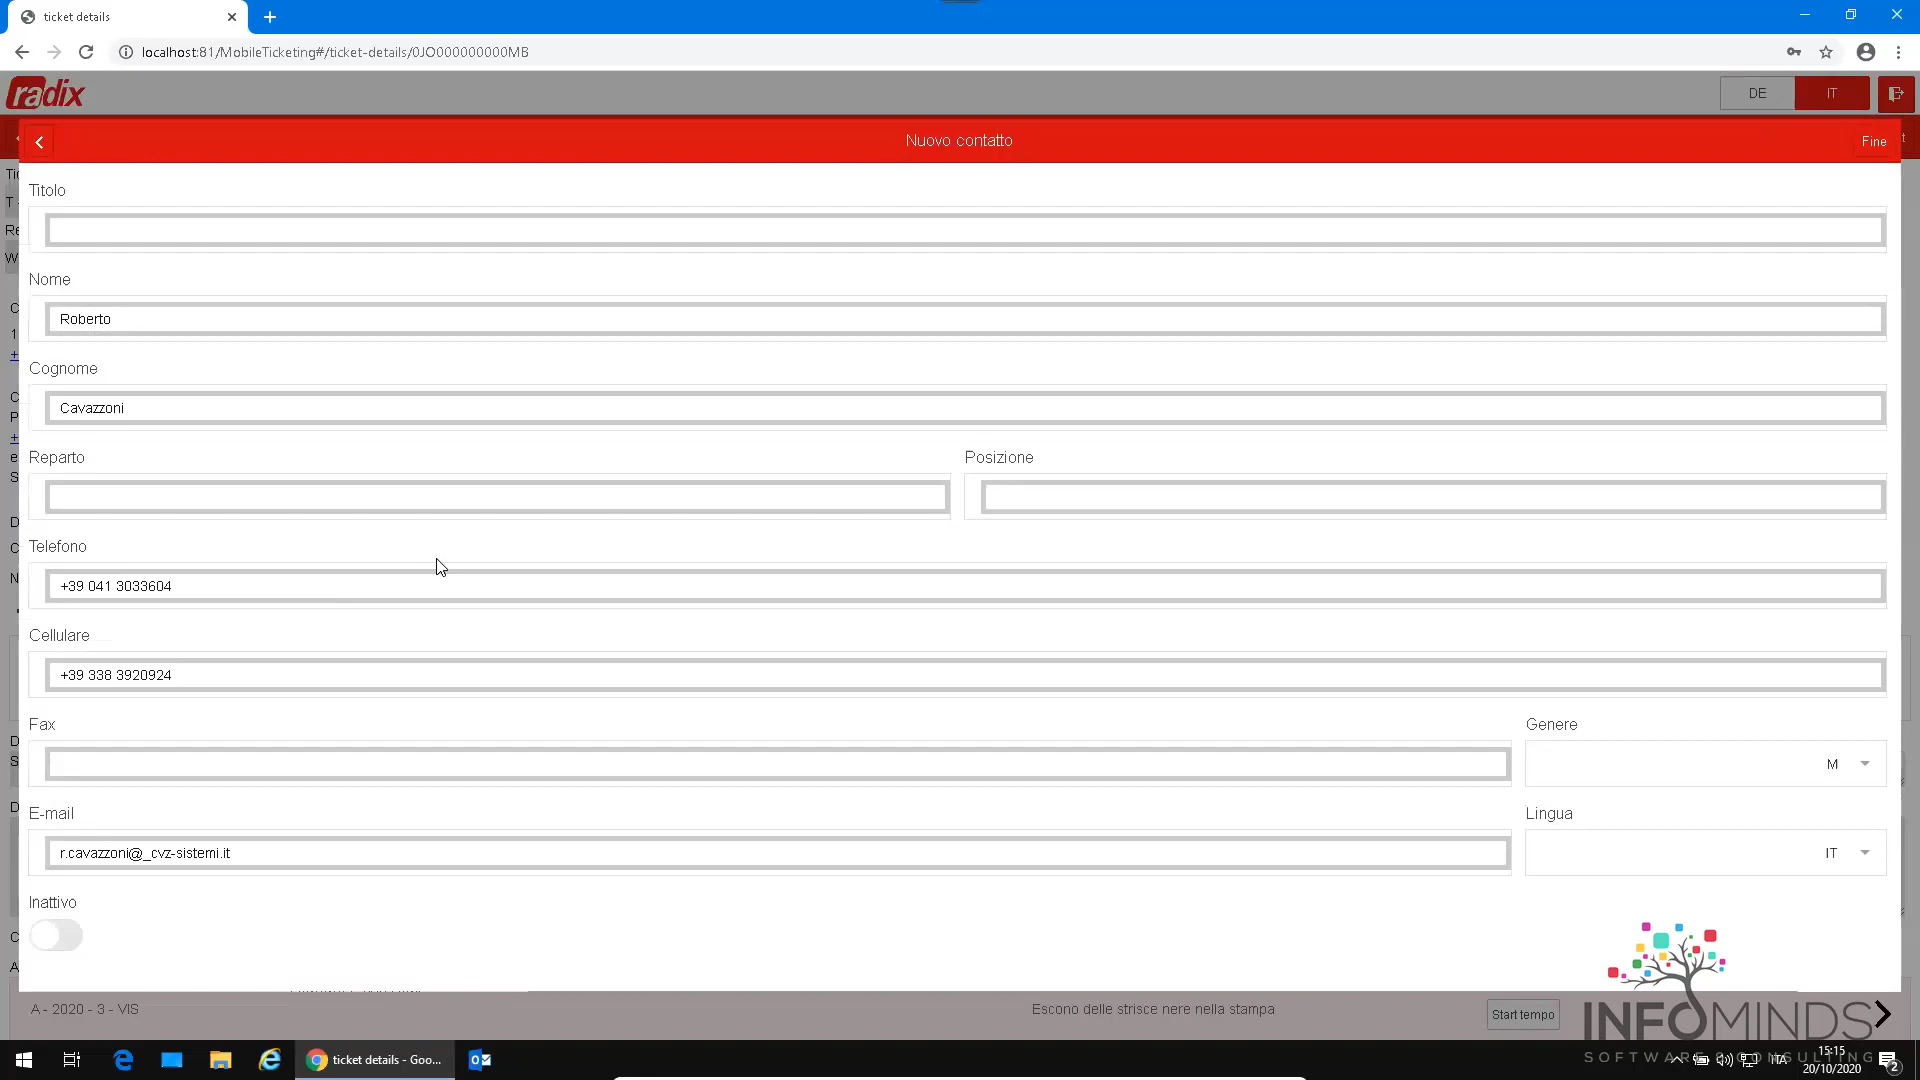 ticket details
localhost:81/MobileTicketing#/ticket-details/0JO000000000MB
radix
DE
IT
Nuovo contatto
Fine
Titolo
Nome
Roberto
Cognome
Cavazzoni
Reparto
Posizione
Telefono
+39 041 3033604
Cellulare
+39 338 3920924
Fax
Genere
M
E-mail
Lingua
r.cavazzoni@_cvz-sistemi.it
IT
Inattivo
A - 2020 - 3 - VIS
Escono delle strisce nere nella stampa
Start tempo
INFOMINDS
SOFTWARE & CONSULTING
ticket details - Goo...
ITA
15:15
20/10/2020
2